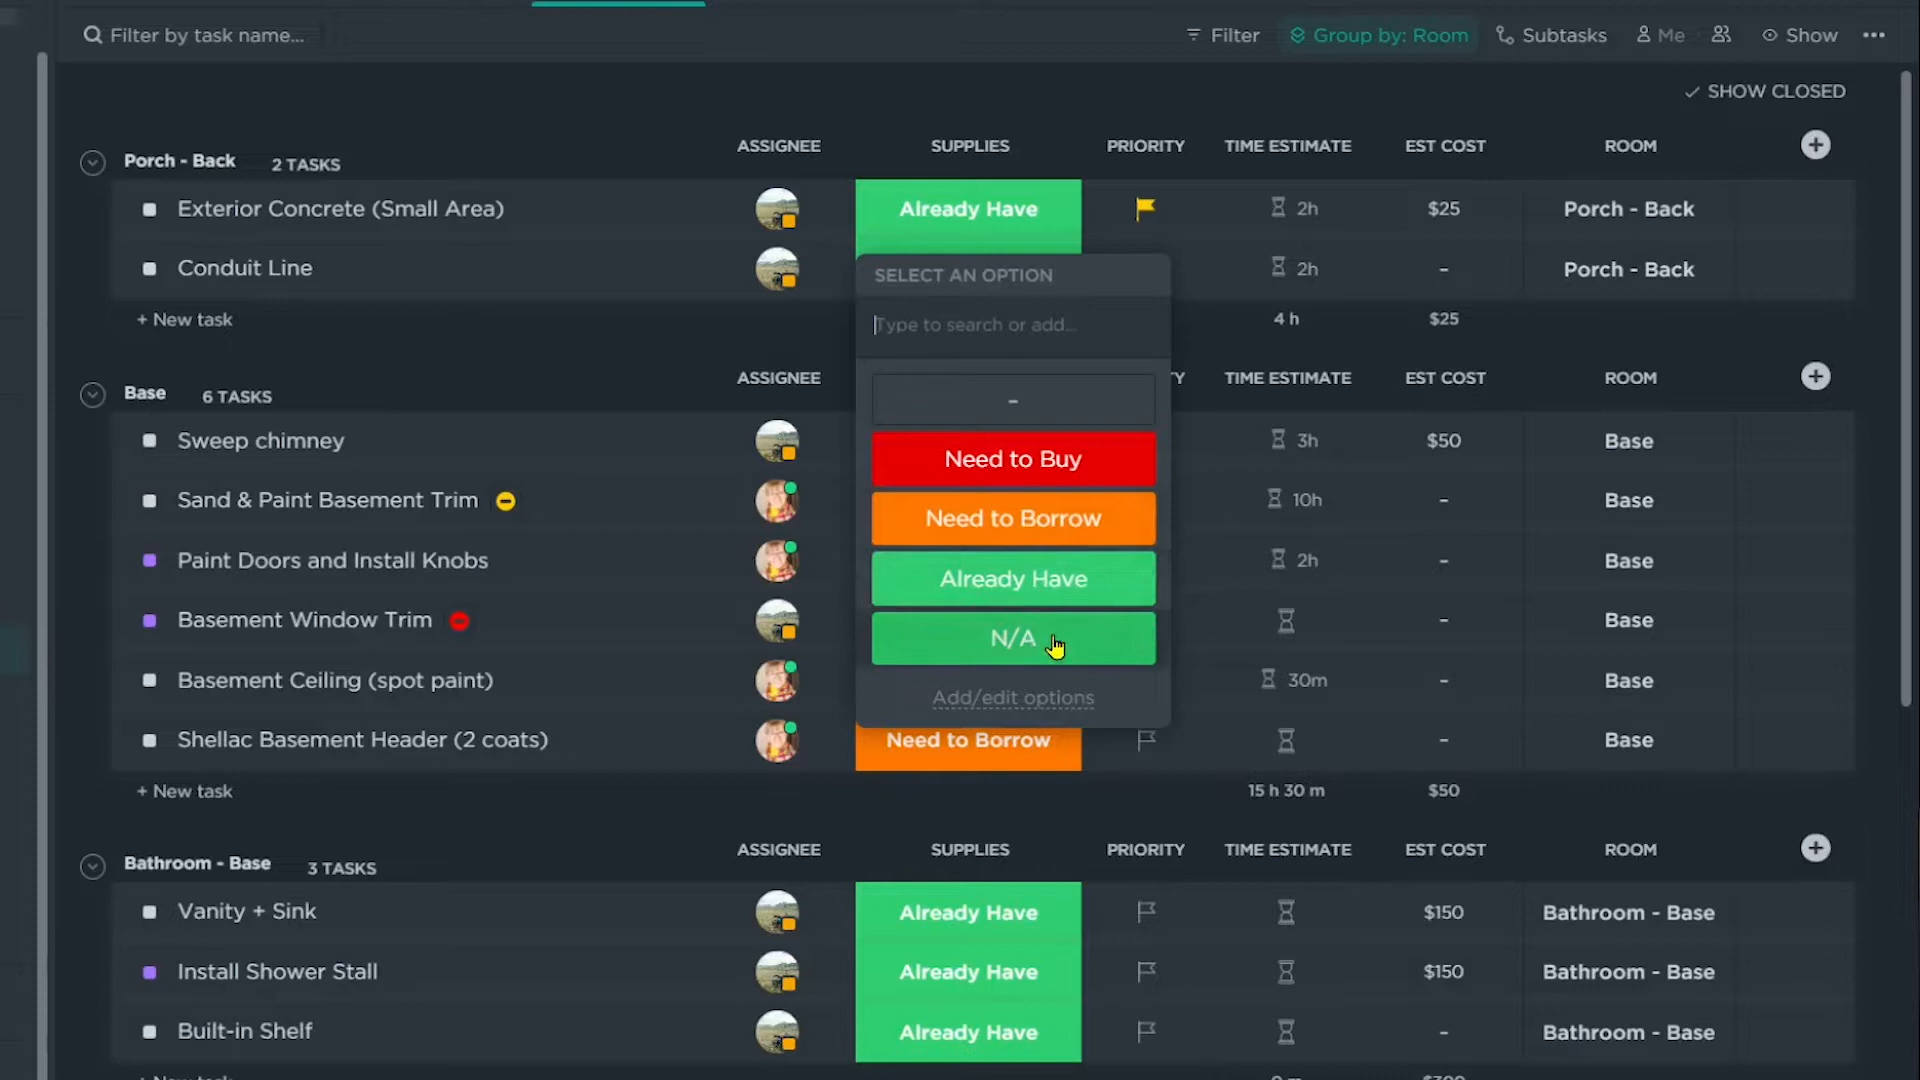 Filter by task name...
Filter
Group by: Room
Subtasks
Me
Show
SHOW CLOSED
Porch - Back 2 TASKS ASSIGNEE SUPPLIES PRIORITY TIME ESTIMATE EST COST ROOM
Exterior Concrete (Small Area) Already Have 2h $25 Porch - Back
Conduit Line 2h – Porch - Back
+ New task 4 h $25
SELECT AN OPTION
Type to search or add...
–
Need to Buy
Need to Borrow
Already Have
N/A
Add/edit options
Base 6 TASKS ASSIGNEE TIME ESTIMATE EST COST ROOM
Sweep chimney 3h $50 Base
Sand & Paint Basement Trim 10h – Base
Paint Doors and Install Knobs 2h – Base
Basement Window Trim – Base
Basement Ceiling (spot paint) 30m – Base
Shellac Basement Header (2 coats) Need to Borrow – Base
+ New task 15 h 30 m $50
Bathroom - Base 3 TASKS ASSIGNEE SUPPLIES PRIORITY TIME ESTIMATE EST COST ROOM
Vanity + Sink Already Have $150 Bathroom - Base
Install Shower Stall Already Have $150 Bathroom - Base
Built-in Shelf Already Have – Bathroom - Base